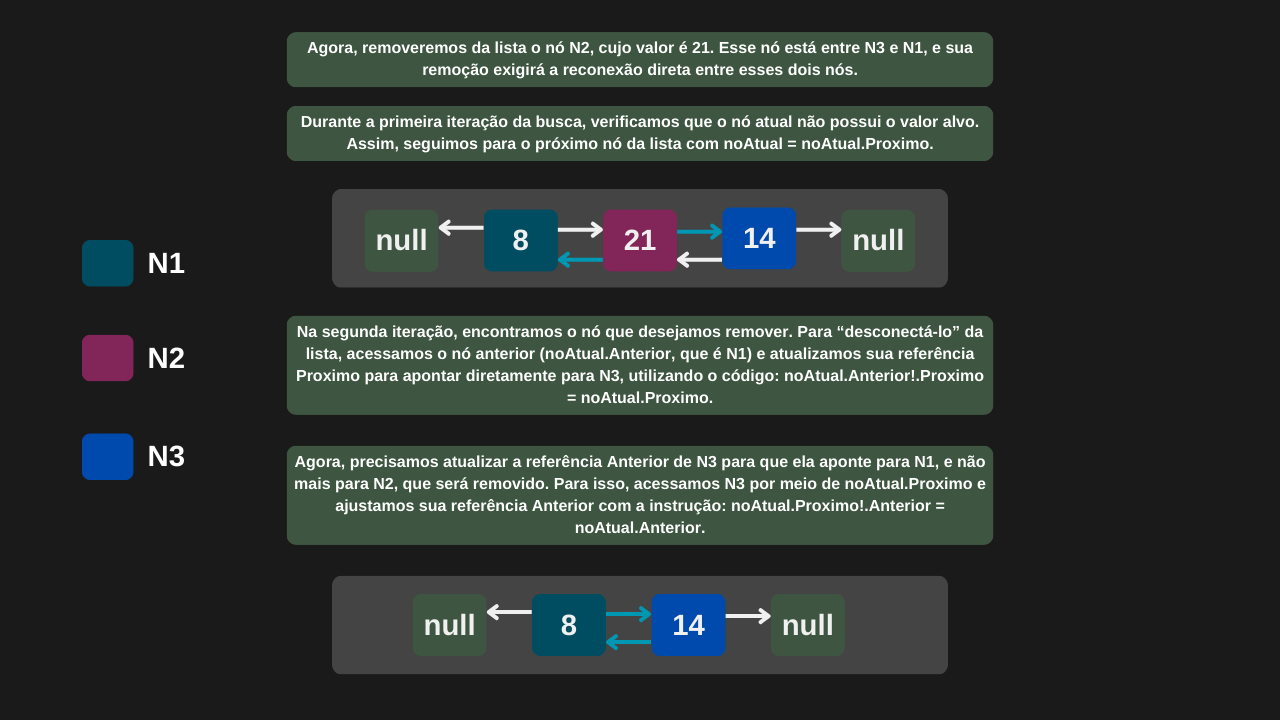 Agora, removeremos da lista o nó N2, cujo valor é 21. Esse nó está entre N3 e N1, e sua
remoção exigirá a reconexão direta entre esses dois nós.
Durante a primeira iteração da busca, verificamos que o nó atual não possui o valor alvo.
Assim, seguimos para o próximo nó da lista com noAtual = noAtual.Proximo.
null 8 21 14 null
N1
N2
N3
Na segunda iteração, encontramos o nó que desejamos remover. Para “desconectá-lo” da
lista, acessamos o nó anterior (noAtual.Anterior, que é N1) e atualizamos sua referência
Proximo para apontar diretamente para N3, utilizando o código: noAtual.Anterior!.Proximo
= noAtual.Proximo.
Agora, precisamos atualizar a referência Anterior de N3 para que ela aponte para N1, e não
mais para N2, que será removido. Para isso, acessamos N3 por meio de noAtual.Proximo e
ajustamos sua referência Anterior com a instrução: noAtual.Proximo!.Anterior =
noAtual.Anterior.
null 8 14 null